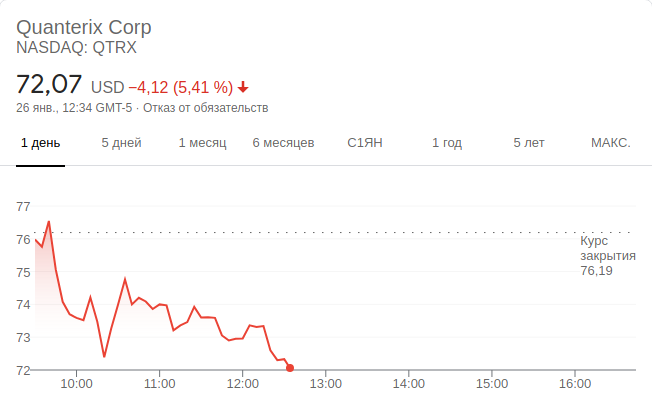 Quanterix Corp
NASDAQ: QTRX
72,07 USD −4,12 (5,41 %)
26 янв., 12:34 GMT-5 · Отказ от обязательств
1 день 5 дней 1 месяц 6 месяцев С1ЯН 1 год 5 лет МАКС.
77
76
75
74
73
72
Курс
закрытия
76,19
10:00 11:00 12:00 13:00 14:00 15:00 16:00